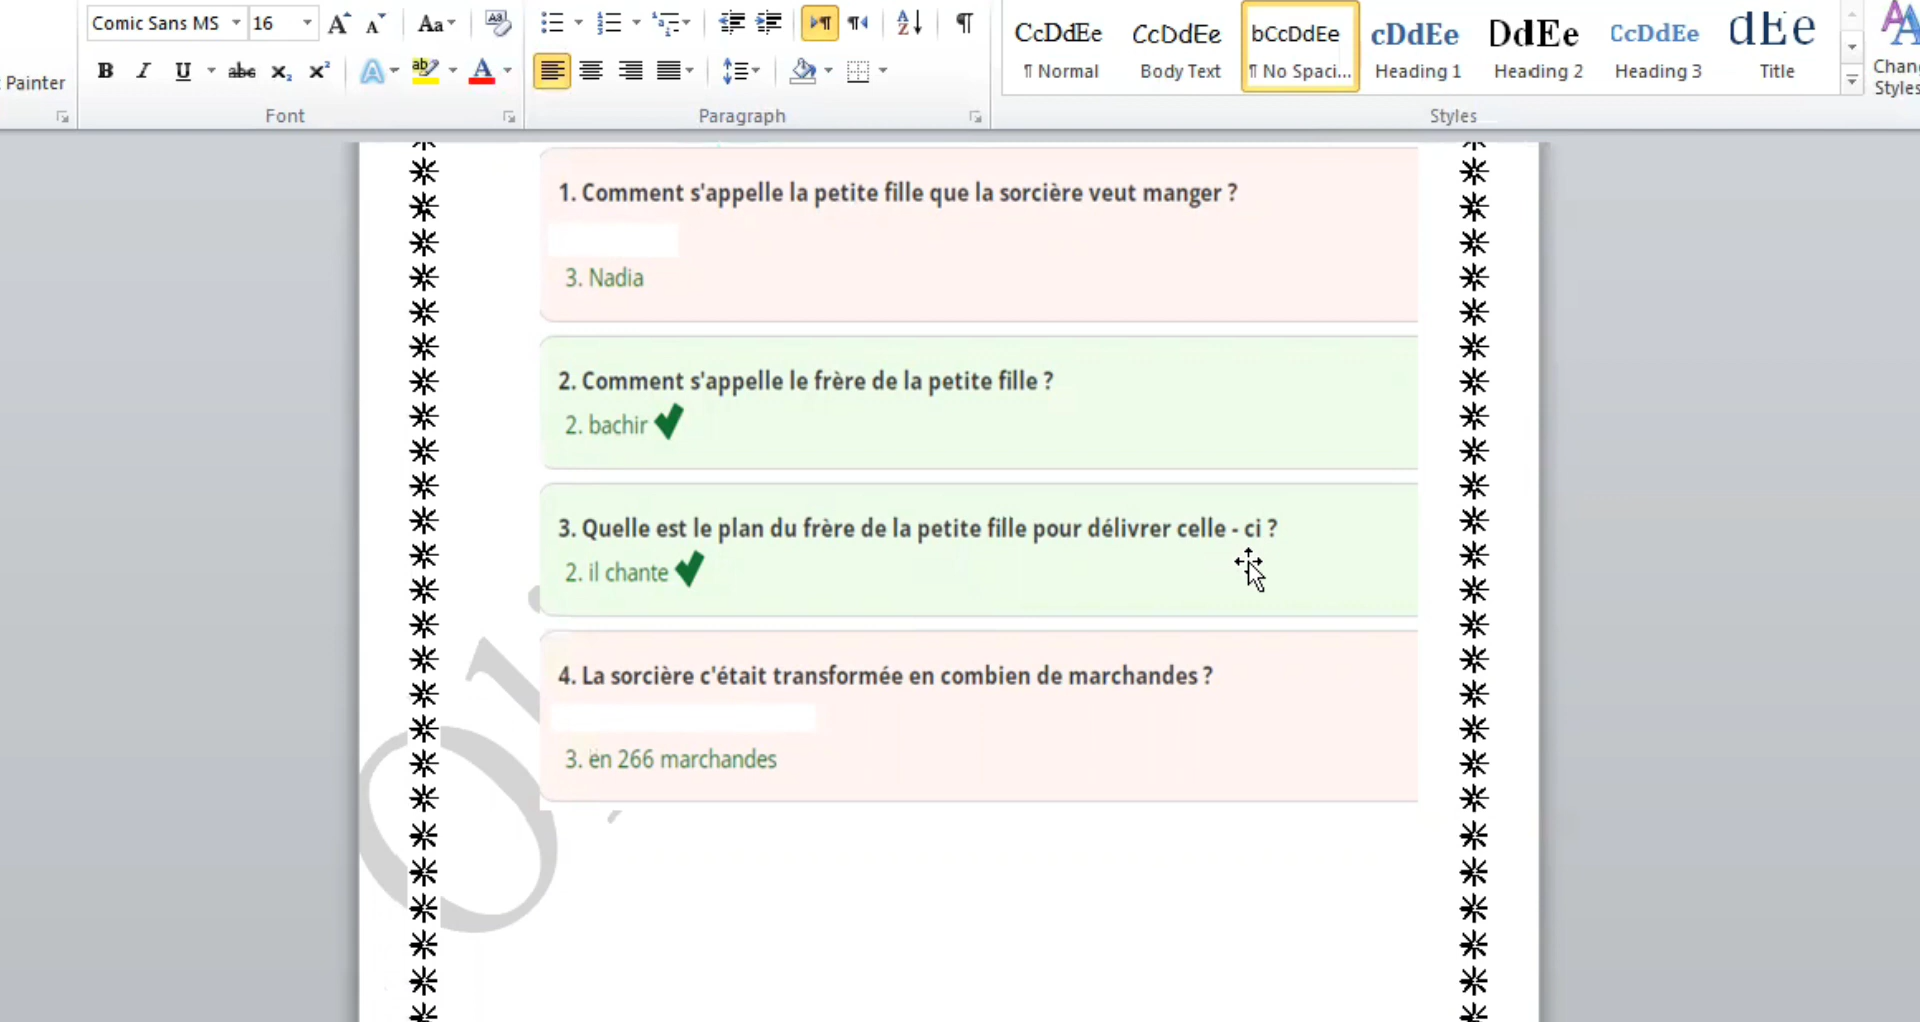 Comic Sans MS 16 Aa
Painter B I U abc x₂ x² A ab A
Font Paragraph Styles
CcDdEe CcDdEe bCcDdEe cDdEe DdEe CcDdEe dEe
¶ Normal Body Text ¶ No Spaci... Heading 1 Heading 2 Heading 3 Title
Styles
1. Comment s'appelle la petite fille que la sorcière veut manger ?
3. Nadia
2. Comment s'appelle le frère de la petite fille ?
2. bachir
3. Quelle est le plan du frère de la petite fille pour délivrer celle - ci ?
2. il chante
4. La sorcière c'était transformée en combien de marchandes ?
3. en 266 marchandes